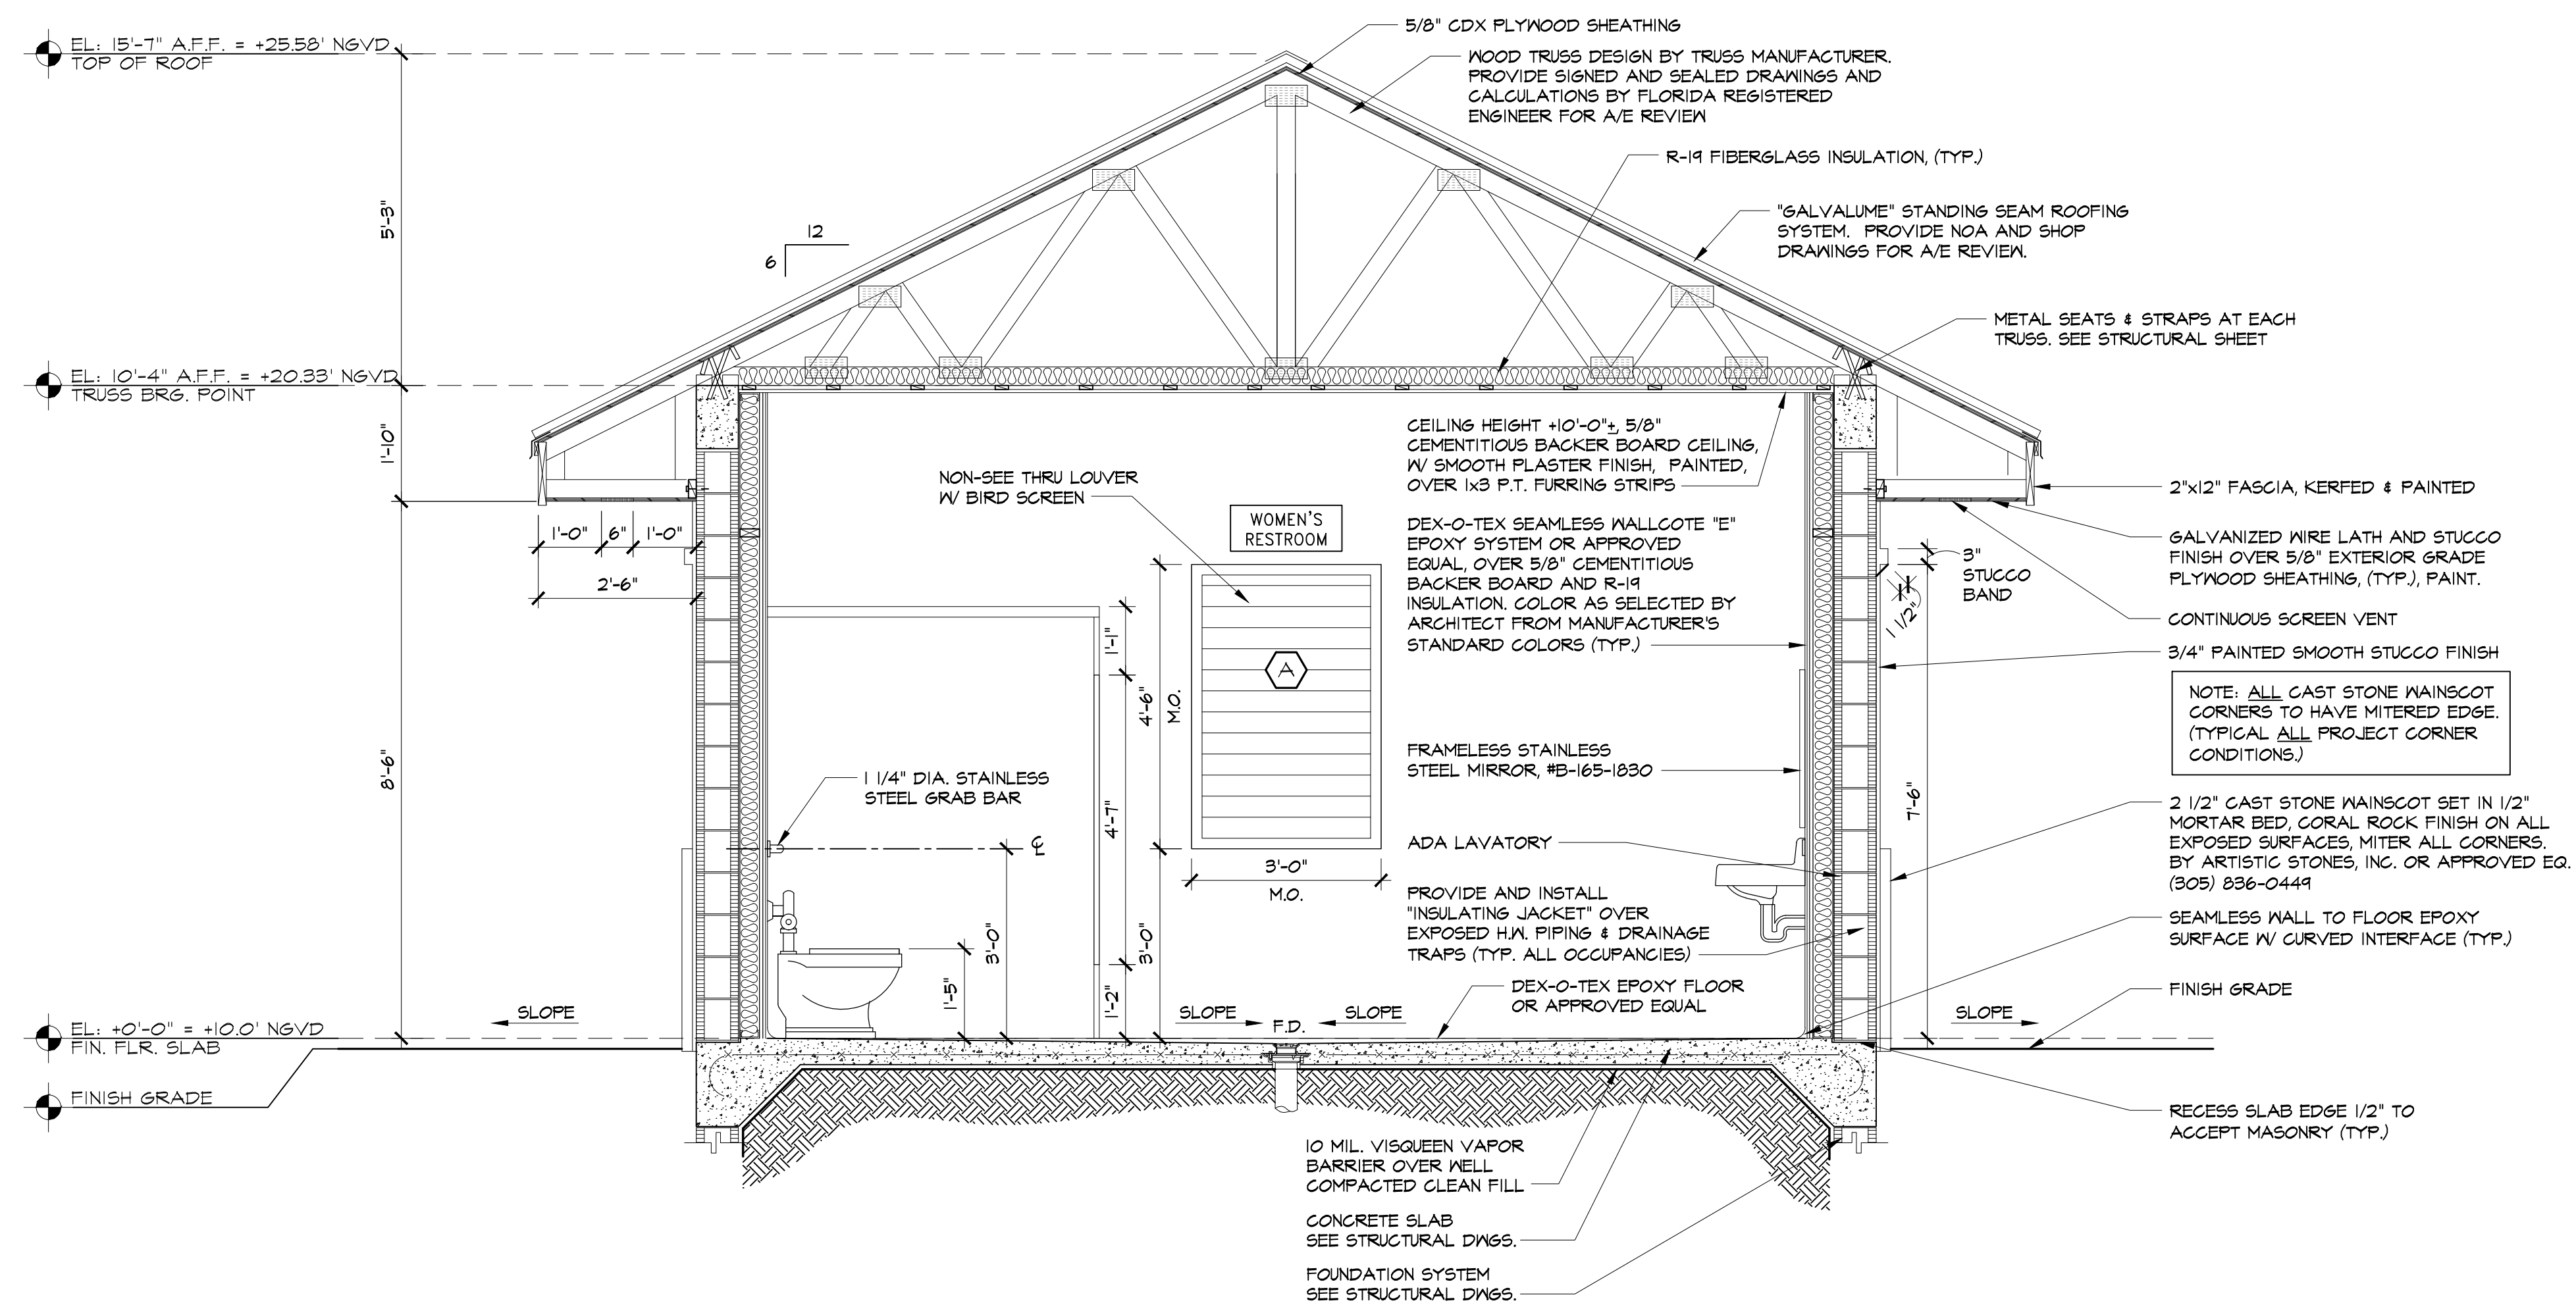 EL: 15'-7" A.F.F. = +25.58' NGVD
TOP OF ROOF
5'-3"
EL: 10'-4" A.F.F. = +20.33' NGVD
TRUSS BRG. POINT
1'-10"
8'-6"
EL: +0'-0" = +10.0' NGVD
FIN. FLR. SLAB
FINISH GRADE
12
6
1'-0"
6"
1'-0"
2'-6"
SLOPE
5/8" CDX PLYWOOD SHEATHING
WOOD TRUSS DESIGN BY TRUSS MANUFACTURER.
PROVIDE SIGNED AND SEALED DRAWINGS AND
CALCULATIONS BY FLORIDA REGISTERED
ENGINEER FOR A/E REVIEW
R-19 FIBERGLASS INSULATION, (TYP.)
"GALVALUME" STANDING SEAM ROOFING
SYSTEM. PROVIDE NOA AND SHOP
DRAWINGS FOR A/E REVIEW.
METAL SEATS & STRAPS AT EACH
TRUSS. SEE STRUCTURAL SHEET
NON-SEE THRU LOUVER
W/ BIRD SCREEN
WOMEN'S
RESTROOM
A
4'-6"
M.O.
3'-0"
M.O.
3'-0"
1'-1"
4'-7"
1'-2"
1 1/4" DIA. STAINLESS
STEEL GRAB BAR
℄
3'-0"
1'-5"
SLOPE
F.D.
SLOPE
CEILING HEIGHT +10'-0"±, 5/8"
CEMENTITIOUS BACKER BOARD CEILING,
W/ SMOOTH PLASTER FINISH, PAINTED,
OVER 1x3 P.T. FURRING STRIPS
DEX-O-TEX SEAMLESS WALLCOTE "E"
EPOXY SYSTEM OR APPROVED
EQUAL, OVER 5/8" CEMENTITIOUS
BACKER BOARD AND R-19
INSULATION. COLOR AS SELECTED BY
ARCHITECT FROM MANUFACTURER'S
STANDARD COLORS (TYP.)
FRAMELESS STAINLESS
STEEL MIRROR, #B-165-1830
ADA LAVATORY
PROVIDE AND INSTALL
"INSULATING JACKET" OVER
EXPOSED H.W. PIPING & DRAINAGE
TRAPS (TYP. ALL OCCUPANCIES)
DEX-O-TEX EPOXY FLOOR
OR APPROVED EQUAL
10 MIL. VISQUEEN VAPOR
BARRIER OVER WELL
COMPACTED CLEAN FILL
CONCRETE SLAB
SEE STRUCTURAL DWGS.
FOUNDATION SYSTEM
SEE STRUCTURAL DWGS.
2"x12" FASCIA, KERFED & PAINTED
GALVANIZED WIRE LATH AND STUCCO
FINISH OVER 5/8" EXTERIOR GRADE
PLYWOOD SHEATHING, (TYP.), PAINT.
3"
STUCCO
BAND
1 1/2"
CONTINUOUS SCREEN VENT
3/4" PAINTED SMOOTH STUCCO FINISH
NOTE: ALL CAST STONE WAINSCOT
CORNERS TO HAVE MITERED EDGE.
(TYPICAL ALL PROJECT CORNER
CONDITIONS.)
7'-6"
2 1/2" CAST STONE WAINSCOT SET IN 1/2"
MORTAR BED, CORAL ROCK FINISH ON ALL
EXPOSED SURFACES, MITER ALL CORNERS.
BY ARTISTIC STONES, INC. OR APPROVED EQ.
(305) 836-0449
SEAMLESS WALL TO FLOOR EPOXY
SURFACE W/ CURVED INTERFACE (TYP.)
FINISH GRADE
SLOPE
RECESS SLAB EDGE 1/2" TO
ACCEPT MASONRY (TYP.)